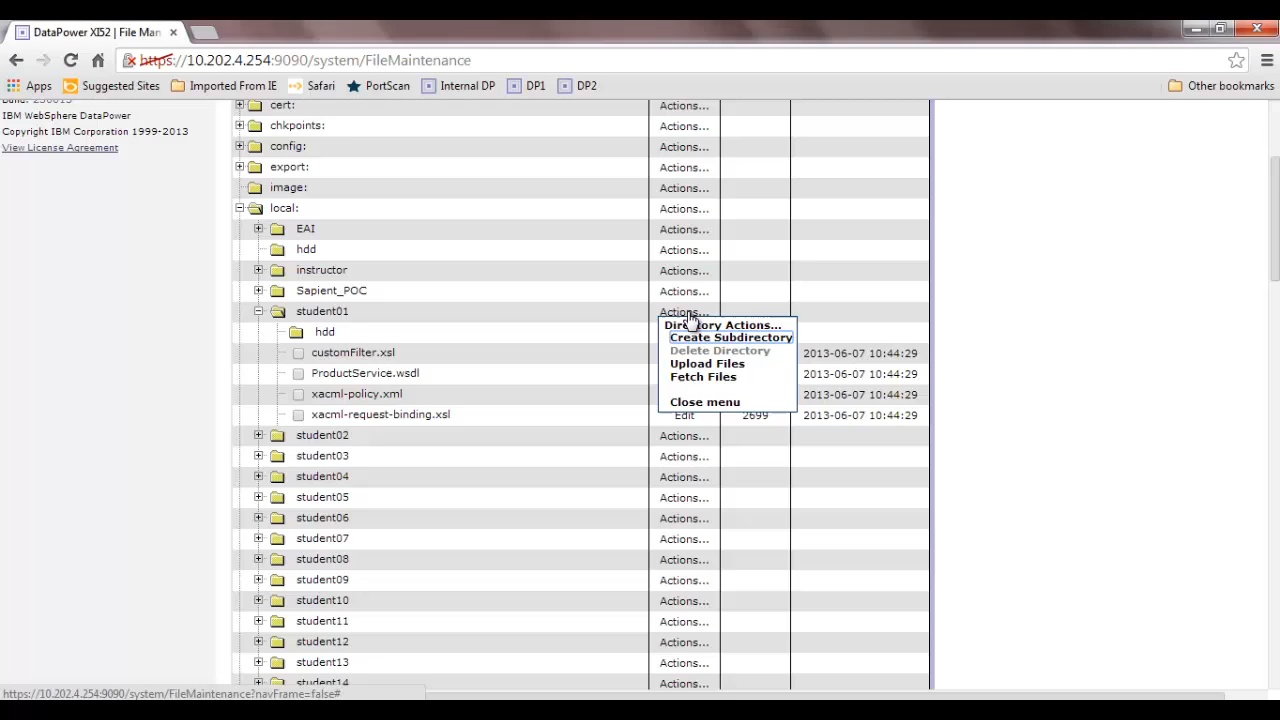 DataPower XI52 | File Man
https://10.202.4.254:9090/system/FileMaintenance
Apps Suggested Sites Imported From IE Safari PortScan Internal DP DP1 DP2 Other bookmarks
IBM WebSphere DataPower
Copyright IBM Corporation 1999-2013
View License Agreement
cert: Actions...
chkpoints: Actions...
config: Actions...
export: Actions...
image: Actions...
local: Actions...
EAI Actions...
hdd Actions...
instructor Actions...
Sapient_POC Actions...
student01 Actions...
Directory Actions...
Create Subdirectory
Delete Directory
Upload Files
Fetch Files
Close menu
hdd
customFilter.xsl 2013-06-07 10:44:29
ProductService.wsdl 2013-06-07 10:44:29
xacml-policy.xml 2013-06-07 10:44:29
xacml-request-binding.xsl Edit 2699 2013-06-07 10:44:29
student02 Actions...
student03 Actions...
student04 Actions...
student05 Actions...
student06 Actions...
student07 Actions...
student08 Actions...
student09 Actions...
student10 Actions...
student11 Actions...
student12 Actions...
student13 Actions...
student14 Actions...
https://10.202.4.254:9090/system/FileMaintenance?navFrame=false#